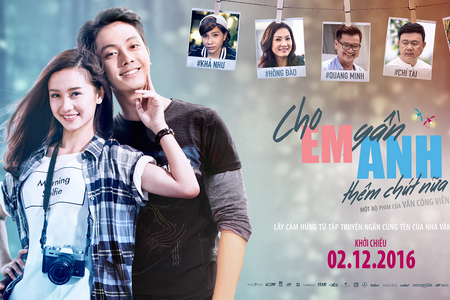 #KHẢ NHƯ
#HỒNG ĐÀO
#QUANG MINH
#CHÍ TÀI
Cho EM gần ANH
thêm chút nữa
MỘT BỘ PHIM CỦA VĂN CÔNG VIỄN
LẤY CẢM HỨNG TỪ TẬP TRUYỆN NGẮN CÙNG TÊN CỦA NHÀ VĂN
KHỞI CHIẾU
02.12.2016
Morning
Selfie